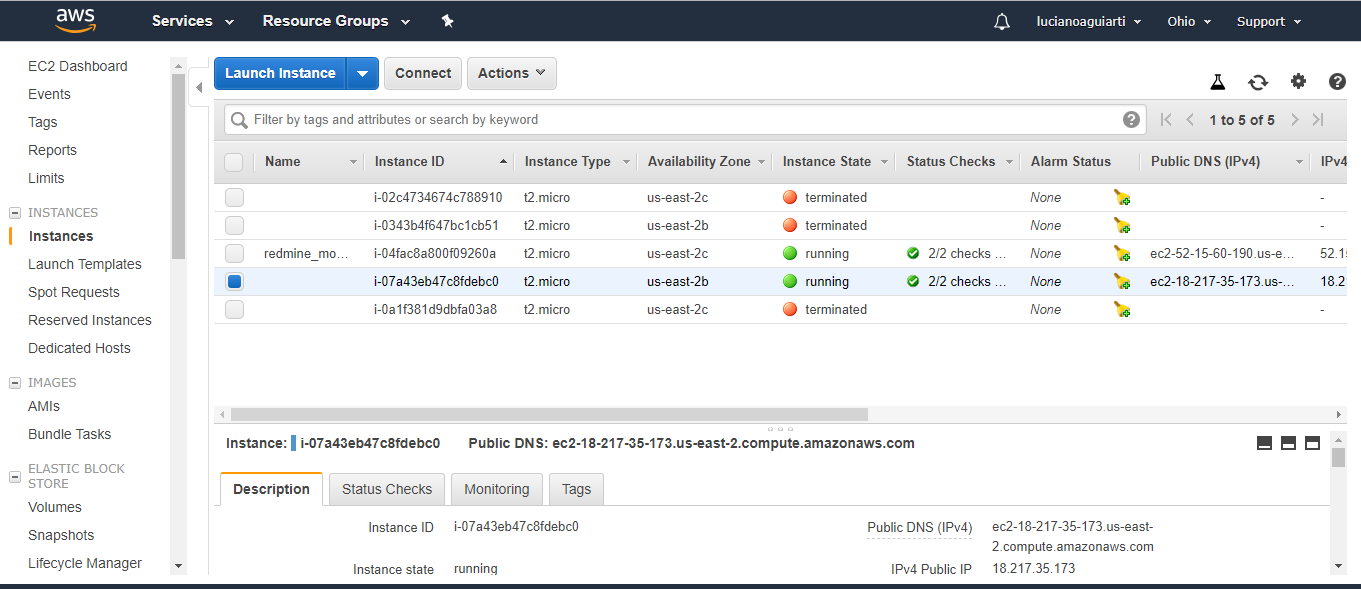 aws Services Resource Groups lucianoaguiarti Ohio Support
EC2 Dashboard
Events
Tags
Reports
Limits
INSTANCES
Instances
Launch Templates
Spot Requests
Reserved Instances
Dedicated Hosts
IMAGES
AMIs
Bundle Tasks
ELASTIC BLOCK
STORE
Volumes
Snapshots
Lifecycle Manager
Launch Instance Connect Actions
Filter by tags and attributes or search by keyword 1 to 5 of 5
Name Instance ID Instance Type Availability Zone Instance State Status Checks Alarm Status Public DNS (IPv4) IPv4
i-02c4734674c788910 t2.micro us-east-2c terminated None -
i-0343b4f647bc1cb51 t2.micro us-east-2b terminated None -
redmine_mo... i-04fac8a800f09260a t2.micro us-east-2c running 2/2 checks ... None ec2-52-15-60-190.us-e... 52.1
i-07a43eb47c8fdebc0 t2.micro us-east-2b running 2/2 checks ... None ec2-18-217-35-173.us-... 18.2
i-0a1f381d9dbfa03a8 t2.micro us-east-2c terminated None -
Instance: i-07a43eb47c8fdebc0 Public DNS: ec2-18-217-35-173.us-east-2.compute.amazonaws.com
Description Status Checks Monitoring Tags
Instance ID i-07a43eb47c8fdebc0 Public DNS (IPv4) ec2-18-217-35-173.us-east-
2.compute.amazonaws.com
Instance state running IPv4 Public IP 18.217.35.173